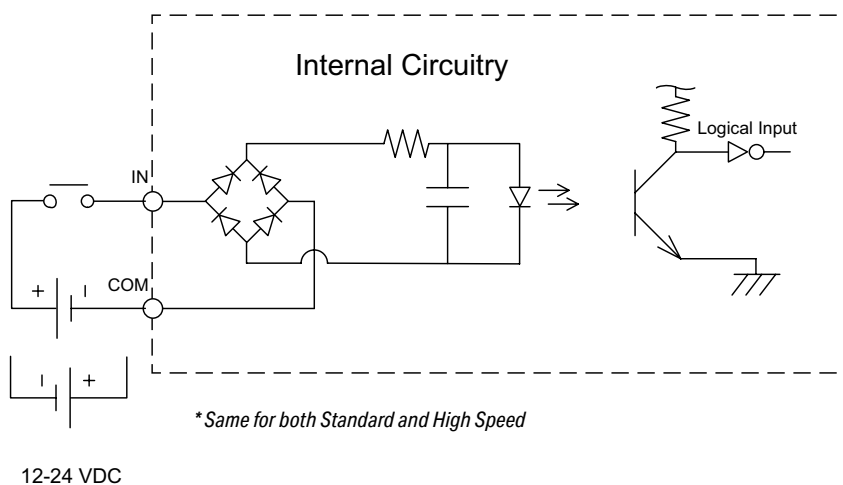 Internal Circuitry
Logical Input
IN
COM
+ −
− +
* Same for both Standard and High Speed
12-24 VDC